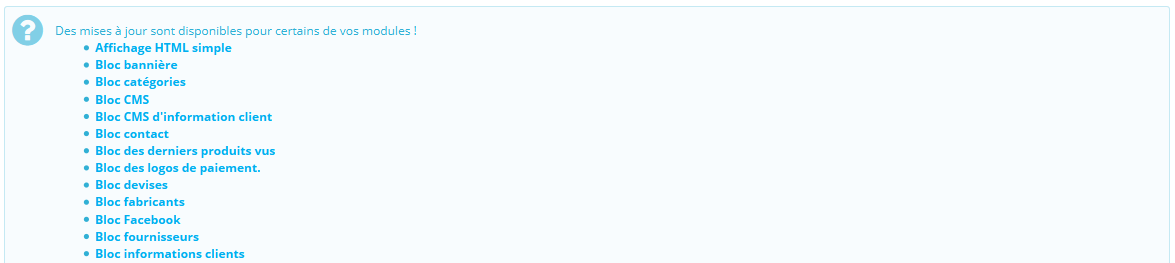 Des mises à jour sont disponibles pour certains de vos modules !
Affichage HTML simple
Bloc bannière
Bloc catégories
Bloc CMS
Bloc CMS d'information client
Bloc contact
Bloc des derniers produits vus
Bloc des logos de paiement.
Bloc devises
Bloc fabricants
Bloc Facebook
Bloc fournisseurs
Bloc informations clients